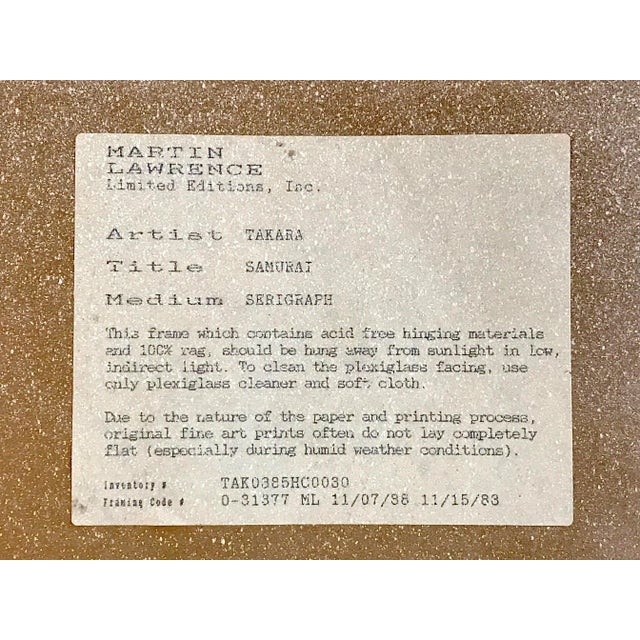 MARTIN
LAWRENCE
Limited Editions, Inc.
Artist TAKARA
Title SAMURAI
Medium SERIGRAPH
This frame which contains acid free hinging materials
and 100% rag, should be hung away from sunlight in low,
indirect light. To clean the plexiglass facing, use
only plexiglass cleaner and soft cloth.
Due to the nature of the paper and printing process,
original fine art prints often do not lay completely
flat (especially during humid weather conditions).
Inventory # TAK0385HC0030
Framing Code # 0-31377 ML 11/07/88 11/15/83